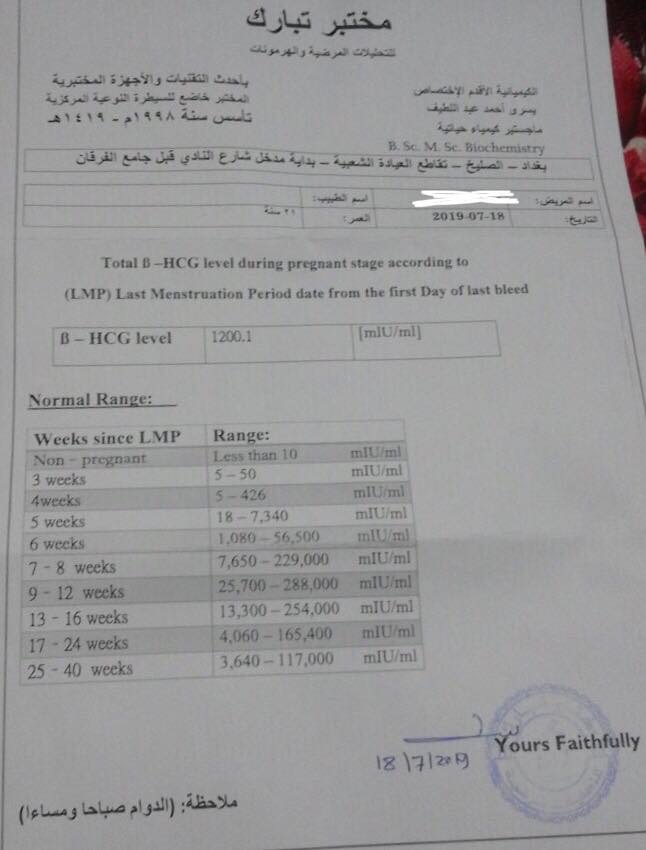 مختبر تبارك
للتحليلات المرضية والهرمونات
الكيميائية الأقدم الإختصاص
يسرى أحمد عبد اللطيف
ماجستير كيمياء حياتية
B. Sc. M. Sc. Biochemistry
بأحدث التقنيات والأجهزة المختبرية
المختبر خاضع للسيطرة النوعية المركزية
تأسس سنة ١٩٩٨م - ١٤١٩هـ
بغداد – الصليخ – تقاطع العيادة الشعبية – بداية مدخل شارع النادي قبل جامع الفرقان
اسم المريض: اسم الطبيب:
التاريخ: 2019-07-18 العمر: ٢١ سنة
Total ß –HCG level during pregnant stage according to
(LMP) Last Menstruation Period date from the first Day of last bleed
ß – HCG level 1200.1 [mIU/ml]
Normal Range:
Weeks since LMP Range:
Non - pregnant Less than 10 mIU/ml
3 weeks 5 – 50 mIU/ml
4weeks 5 – 426 mIU/ml
5 weeks 18 – 7,340 mIU/ml
6 weeks 1,080 – 56,500 mIU/ml
7 - 8 weeks 7,650 – 229,000 mIU/ml
9 - 12 weeks 25,700 – 288,000 mIU/ml
13 - 16 weeks 13,300 – 254,000 mIU/ml
17 - 24 weeks 4,060 – 165,400 mIU/ml
25 - 40 weeks 3,640 – 117,000 mIU/ml
Yours Faithfully
18/7/2019
ملاحظة: (الدوام صباحا ومساءا)